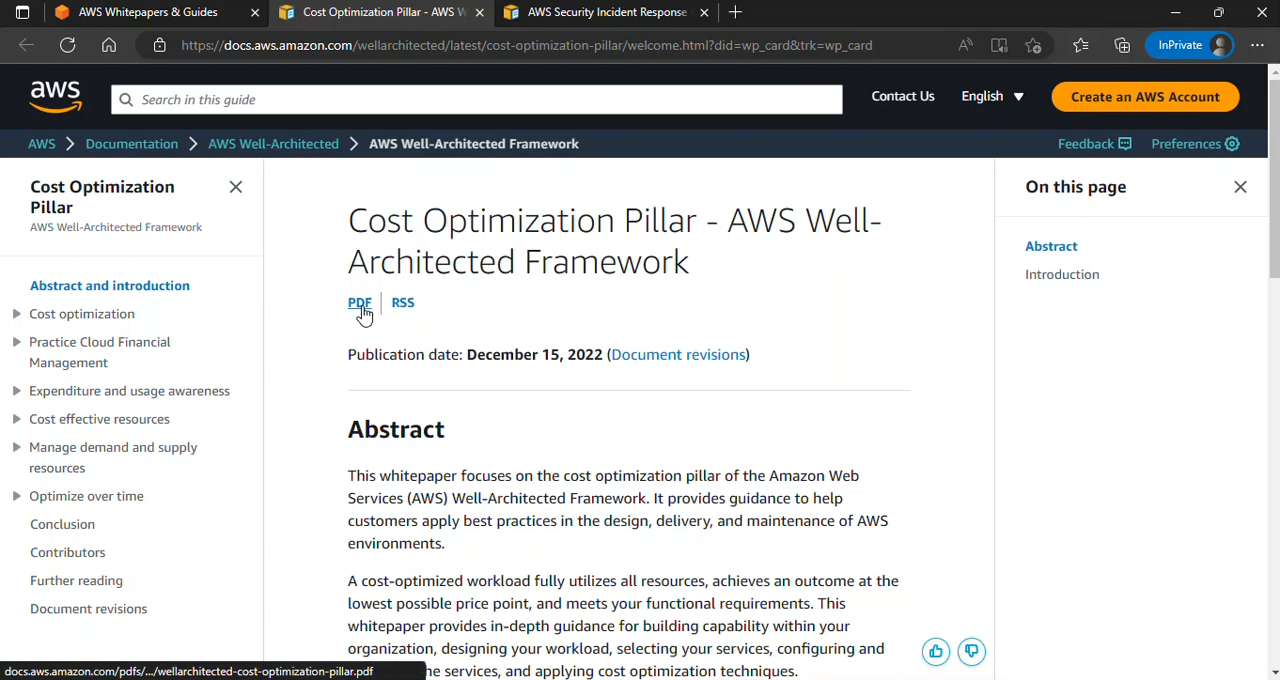 AWS Whitepapers & Guides
Cost Optimization Pillar - AWS W
AWS Security Incident Response
https://docs.aws.amazon.com/wellarchitected/latest/cost-optimization-pillar/welcome.html?did=wp_card&trk=wp_card
InPrivate
aws
Search in this guide
Contact Us
English
Create an AWS Account
AWS
Documentation
AWS Well-Architected
AWS Well-Architected Framework
Feedback
Preferences
Cost Optimization
Pillar
AWS Well-Architected Framework
Abstract and introduction
Cost optimization
Practice Cloud Financial
Management
Expenditure and usage awareness
Cost effective resources
Manage demand and supply
resources
Optimize over time
Conclusion
Contributors
Further reading
Document revisions
Cost Optimization Pillar - AWS Well-
Architected Framework
PDF
RSS
Publication date: December 15, 2022 (Document revisions)
Abstract
This whitepaper focuses on the cost optimization pillar of the Amazon Web
Services (AWS) Well-Architected Framework. It provides guidance to help
customers apply best practices in the design, delivery, and maintenance of AWS
environments.
A cost-optimized workload fully utilizes all resources, achieves an outcome at the
lowest possible price point, and meets your functional requirements. This
whitepaper provides in-depth guidance for building capability within your
organization, designing your workload, selecting your services, configuring and
he services, and applying cost optimization techniques.
On this page
Abstract
Introduction
docs.aws.amazon.com/pdfs/.../wellarchitected-cost-optimization-pillar.pdf